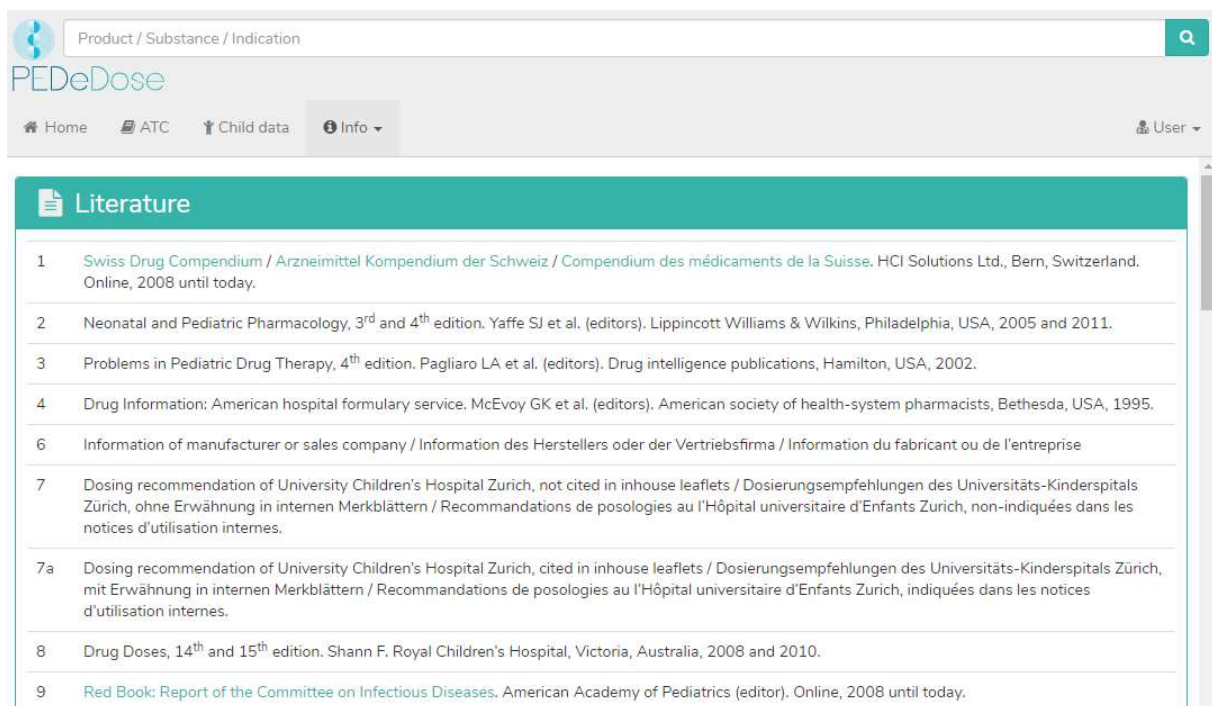 Product / Substance / Indication
PEDeDose
Home ATC Child data Info User
Literature
1 Swiss Drug Compendium / Arzneimittel Kompendium der Schweiz / Compendium des médicaments de la Suisse. HCI Solutions Ltd., Bern, Switzerland.
Online, 2008 until today.
2 Neonatal and Pediatric Pharmacology, 3rd and 4th edition. Yaffe SJ et al. (editors). Lippincott Williams & Wilkins, Philadelphia, USA, 2005 and 2011.
3 Problems in Pediatric Drug Therapy, 4th edition. Pagliaro LA et al. (editors). Drug intelligence publications, Hamilton, USA, 2002.
4 Drug Information: American hospital formulary service. McEvoy GK et al. (editors). American society of health-system pharmacists, Bethesda, USA, 1995.
6 Information of manufacturer or sales company / Information des Herstellers oder der Vertriebsfirma / Information du fabricant ou de l'entreprise
7 Dosing recommendation of University Children's Hospital Zurich, not cited in inhouse leaflets / Dosierungsempfehlungen des Universitäts-Kinderspitals
Zürich, ohne Erwähnung in internen Merkblättern / Recommandations de posologies au l'Hôpital universitaire d'Enfants Zurich, non-indiquées dans les
notices d'utilisation internes.
7a Dosing recommendation of University Children's Hospital Zurich, cited in inhouse leaflets / Dosierungsempfehlungen des Universitäts-Kinderspitals Zürich,
mit Erwähnung in internen Merkblättern / Recommandations de posologies au l'Hôpital universitaire d'Enfants Zurich, indiquées dans les notices
d'utilisation internes.
8 Drug Doses, 14th and 15th edition. Shann F. Royal Children's Hospital, Victoria, Australia, 2008 and 2010.
9 Red Book: Report of the Committee on Infectious Diseases. American Academy of Pediatrics (editor). Online, 2008 until today.